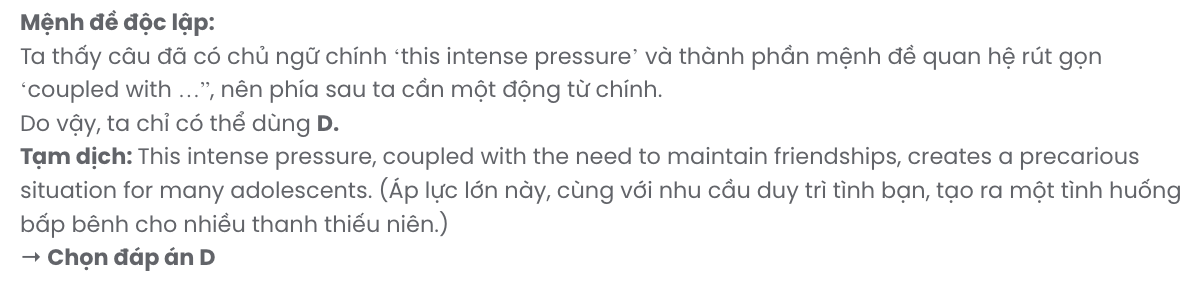 Mệnh đề độc lập:
Ta thấy câu đã có chủ ngữ chính ‘this intense pressure’ và thành phần mệnh đề quan hệ rút gọn
‘coupled with …”, nên phía sau ta cần một động từ chính.
Do vậy, ta chỉ có thể dùng D.
Tạm dịch: This intense pressure, coupled with the need to maintain friendships, creates a precarious
situation for many adolescents. (Áp lực lớn này, cùng với nhu cầu duy trì tình bạn, tạo ra một tình huống
bấp bênh cho nhiều thanh thiếu niên.)
→ Chọn đáp án D